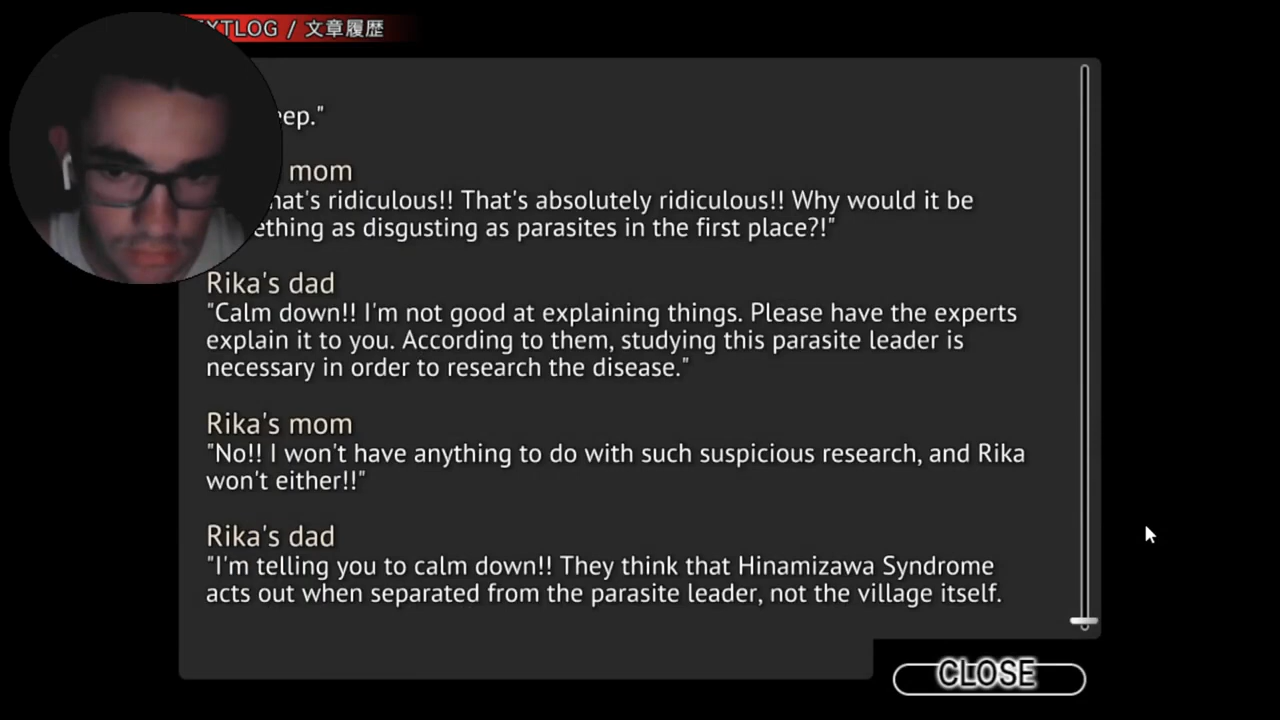 XTLOG / 文章履歴
eep."
mom
hat's ridiculous!! That's absolutely ridiculous!! Why would it be
ething as disgusting as parasites in the first place?!"
Rika's dad
"Calm down!! I'm not good at explaining things. Please have the experts
explain it to you. According to them, studying this parasite leader is
necessary in order to research the disease."
Rika's mom
"No!! I won't have anything to do with such suspicious research, and Rika
won't either!!"
Rika's dad
"I'm telling you to calm down!! They think that Hinamizawa Syndrome
acts out when separated from the parasite leader, not the village itself.
CLOSE